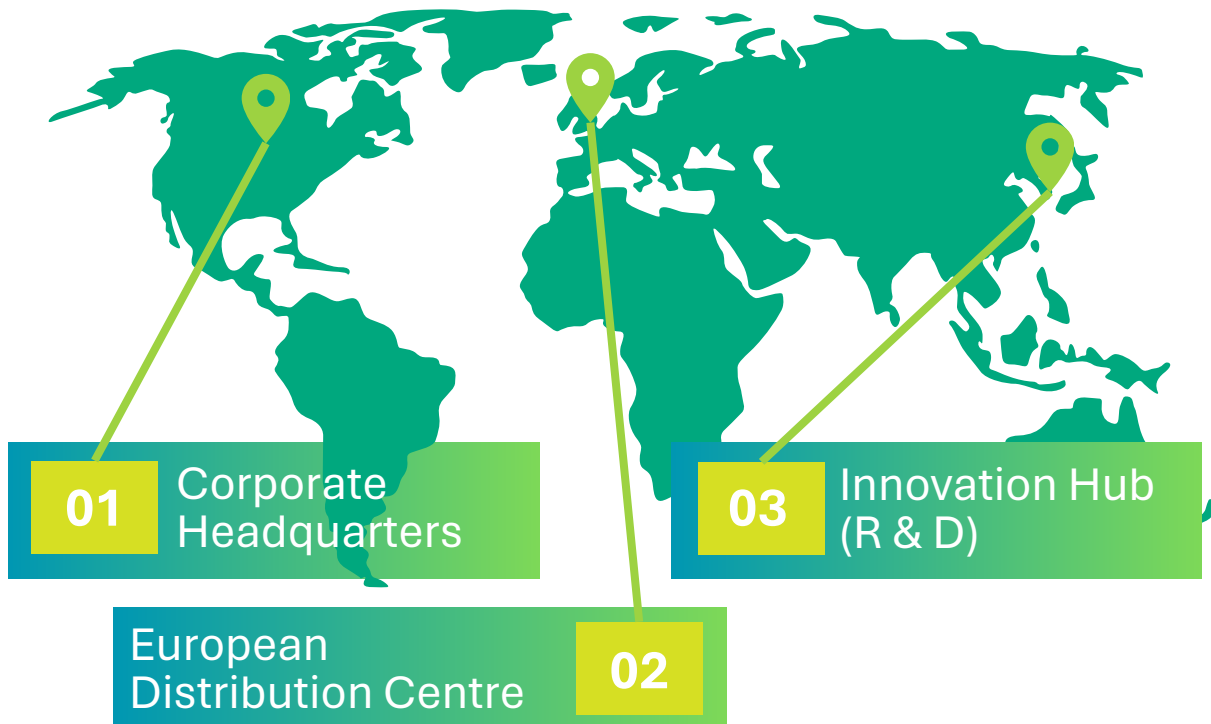 01
Corporate
Headquarters
European
Distribution Centre
02
03
Innovation Hub
(R & D)